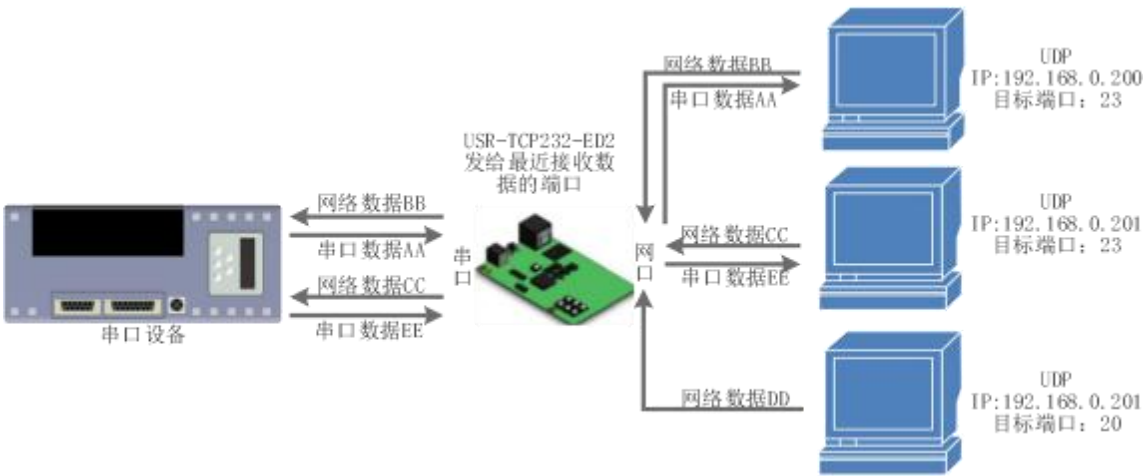 网络数据BB
串口数据AA
UDP
IP:192.168.0.200
目标端口：23
USR-TCP232-ED2
发给最近接收数
据的端口
网络数据BB
串口数据AA
网络数据CC
串口数据EE
串口设备
串口
网口
网络数据CC
串口数据EE
UDP
IP:192.168.0.201
目标端口：23
网络数据DD
UDP
IP:192.168.0.201
目标端口：20